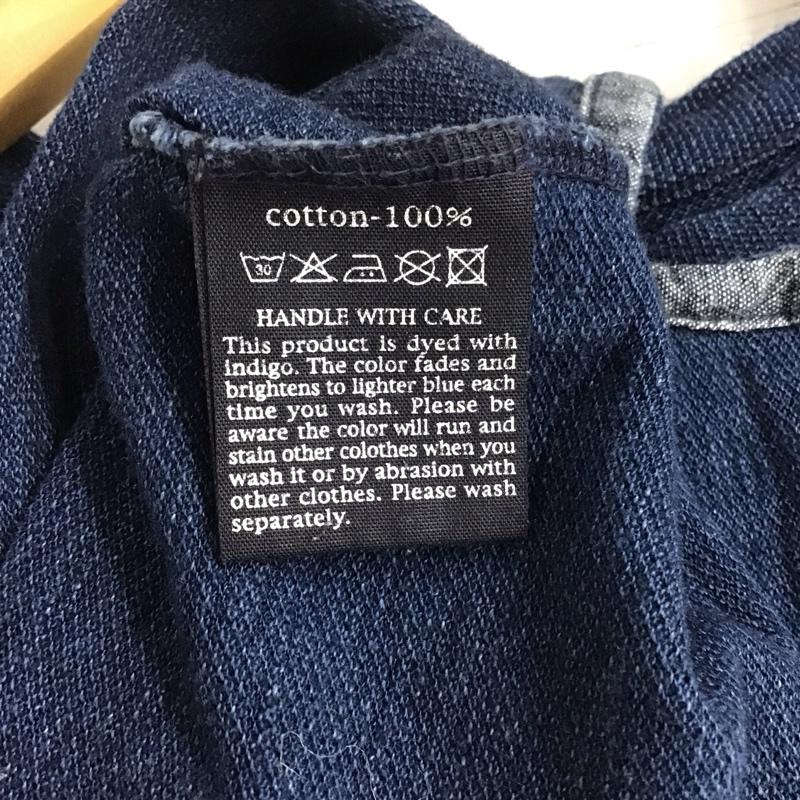 cotton-100%
30
HANDLE WITH CARE
This product is dyed with
indigo. The color fades and
brightens to lighter blue each
time you wash. Please be
aware the color will run and
stain other colothes when you
wash it or by abrasion with
other clothes. Please wash
separately.